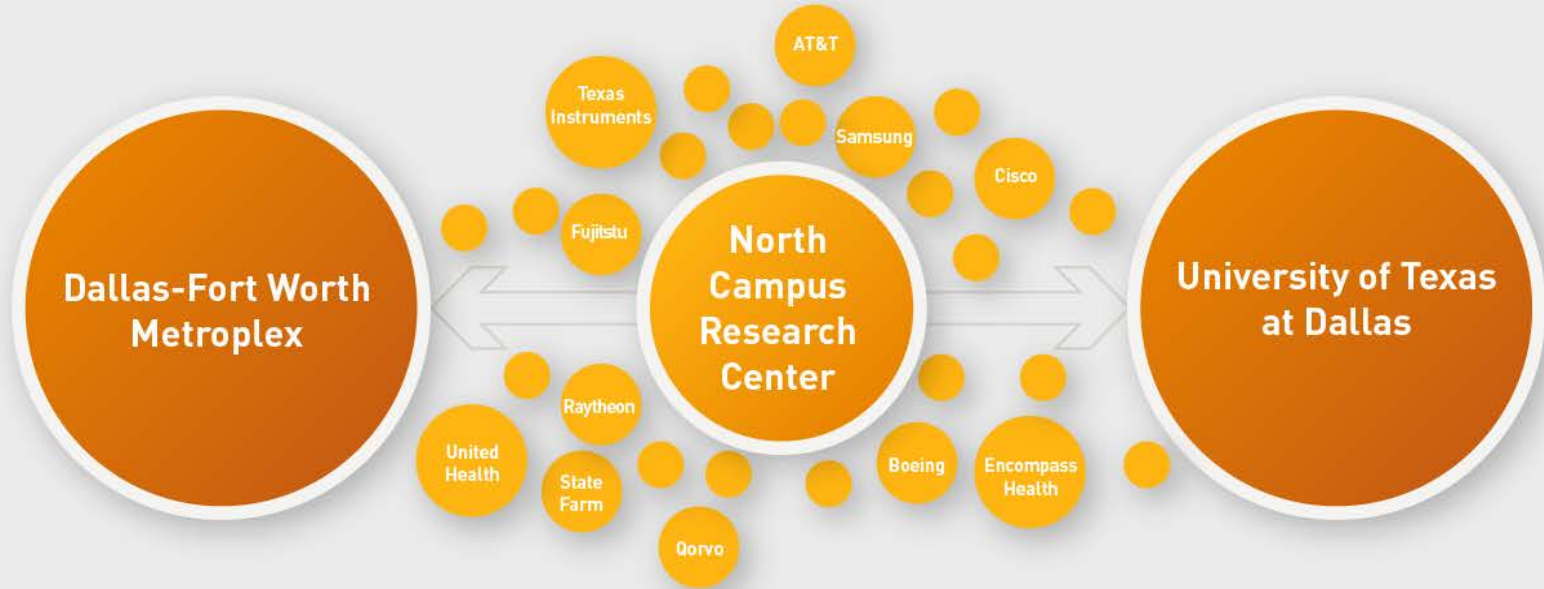 AT&T
Texas
Instruments
Samsung
Cisco
Fujitstu
Dallas-Fort Worth
Metroplex
North
Campus
Research
Center
University of Texas
at Dallas
Raytheon
United
Health
State
Farm
Boeing
Encompass
Health
Qorvo